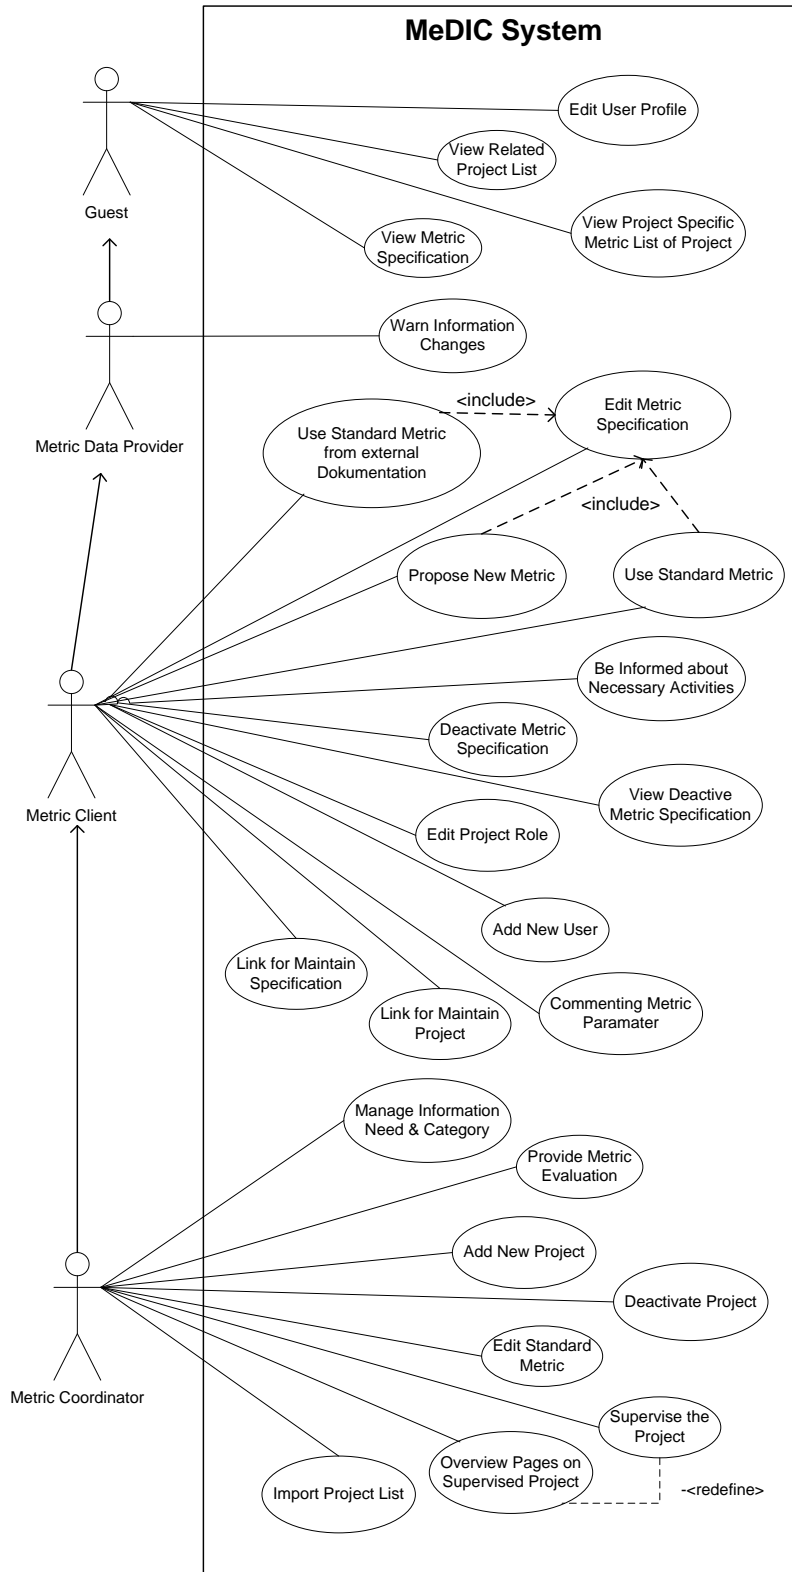 MeDIC System
Edit User Profile
View Related
Project List
Guest
View Project Specific
Metric List of Project
View Metric
Specification
Warn Information
Changes
Metric Data Provider
<include>
Edit Metric
Specification
Use Standard Metric
from external
Dokumentation
<include>
Propose New Metric
Use Standard Metric
Be Informed about
Necessary Activities
Deactivate Metric
Specification
View Deactive
Metric Specification
Metric Client
Edit Project Role
Add New User
Link for Maintain
Specification
Link for Maintain
Project
Commenting Metric
Paramater
Manage Information
Need & Category
Provide Metric
Evaluation
Add New Project
Deactivate Project
Edit Standard
Metric
Metric Coordinator
Supervise the
Project
Overview Pages on
Supervised Project
Import Project List
-<redefine>